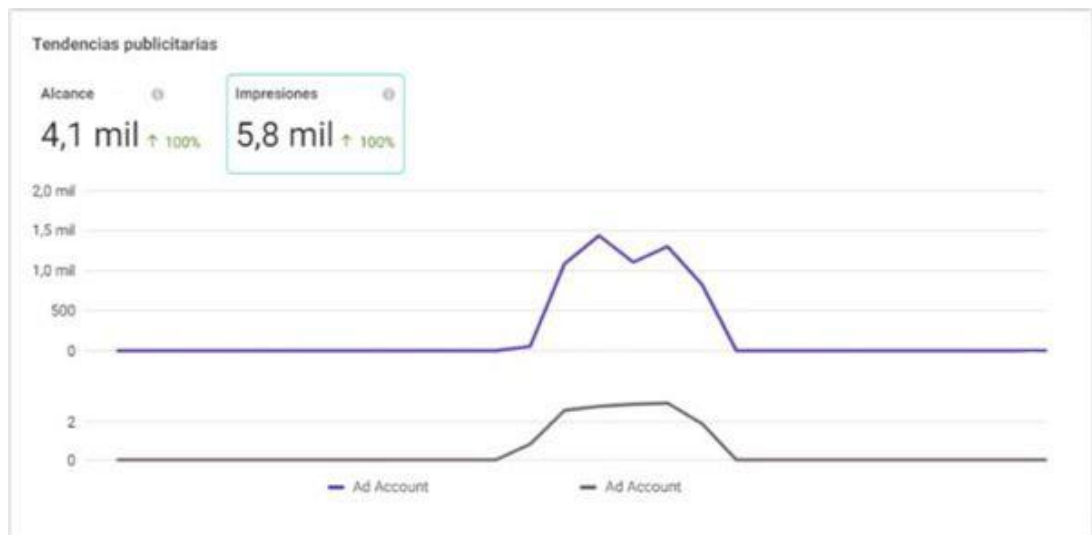 Tendencias publicitarias
Alcance
Impresiones
4,1 mil ↑ 100%
5,8 mil ↑ 100%
2,0 mil
1,5 mil
1,0 mil
500
0
2
0
Ad Account
Ad Account